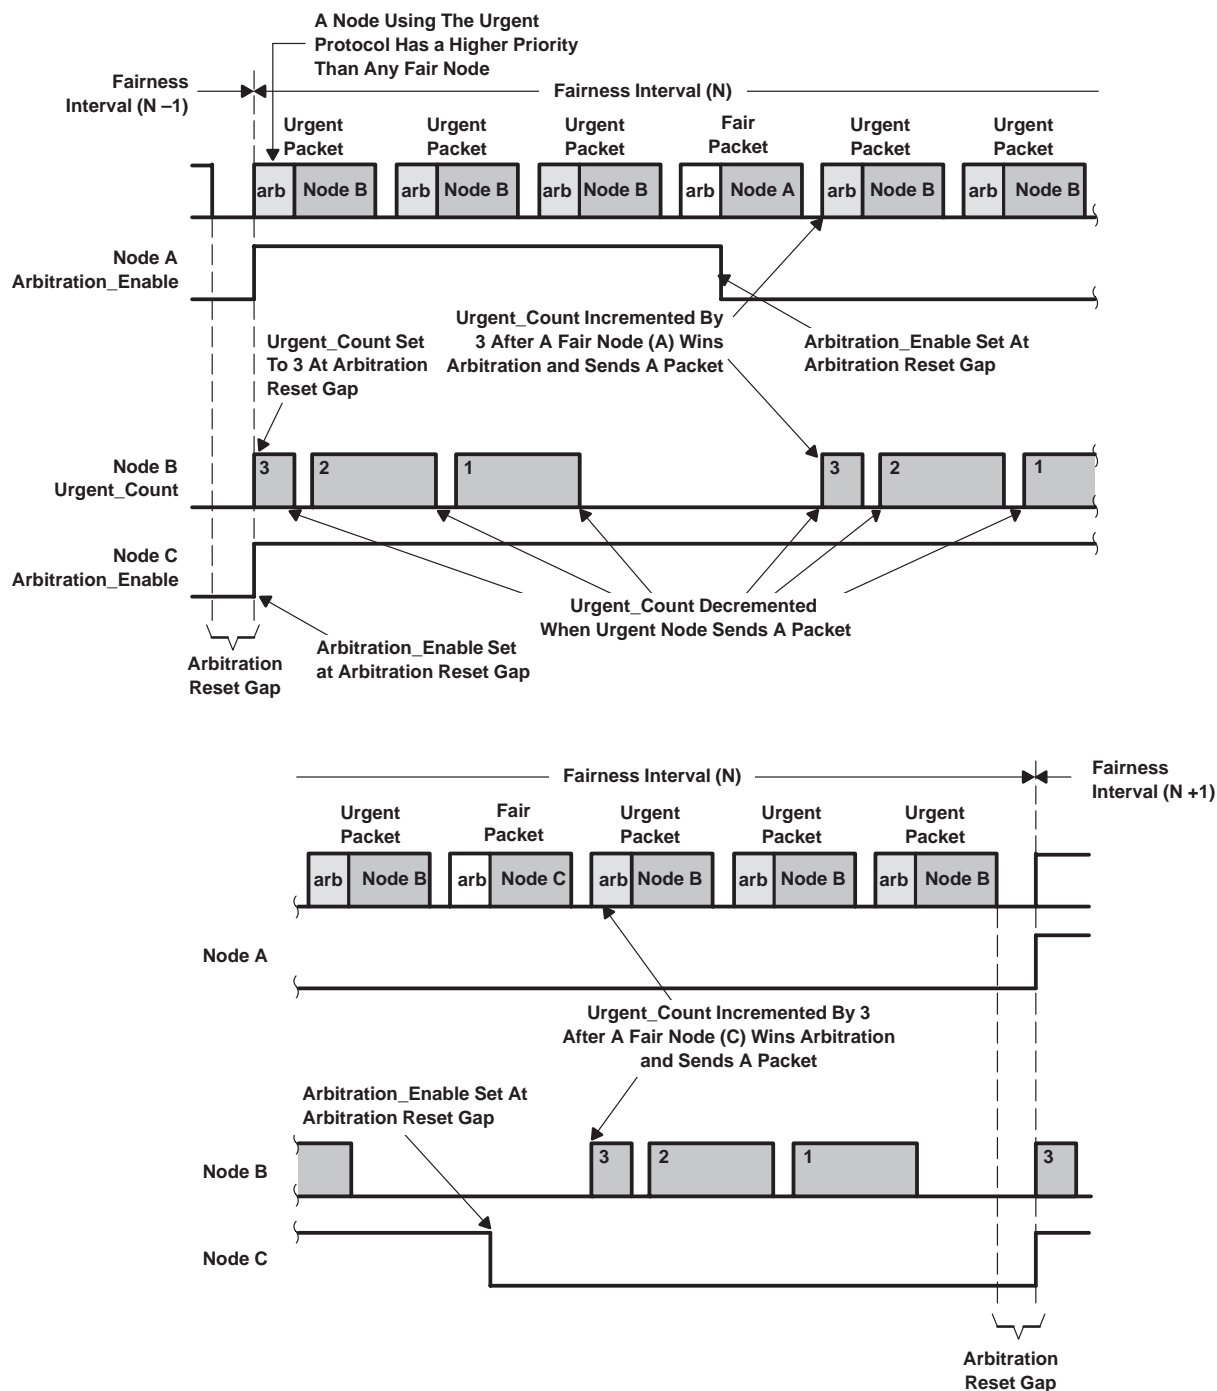 A Node Using The Urgent
Protocol Has a Higher Priority
Than Any Fair Node
Fairness
Interval (N –1)
Fairness Interval (N)
Urgent
Packet
Urgent
Packet
Urgent
Packet
Fair
Packet
Urgent
Packet
Urgent
Packet
arb Node B arb Node B arb Node B arb Node A arb Node B arb Node B
Node A
Arbitration_Enable
Urgent_Count Set
To 3 At Arbitration
Reset Gap
Urgent_Count Incremented By
3 After A Fair Node (A) Wins
Arbitration and Sends A Packet
Arbitration_Enable Set At
Arbitration Reset Gap
Node B
Urgent_Count
3 2 1 3 2 1
Node C
Arbitration_Enable
Urgent_Count Decremented
When Urgent Node Sends A Packet
Arbitration_Enable Set
at Arbitration Reset Gap
Arbitration
Reset Gap
Fairness Interval (N)
Fairness
Interval (N +1)
Urgent
Packet
Fair
Packet
Urgent
Packet
Urgent
Packet
Urgent
Packet
arb Node B arb Node C arb Node B arb Node B arb Node B
Node A
Urgent_Count Incremented By 3
After A Fair Node (C) Wins Arbitration
and Sends A Packet
Arbitration_Enable Set At
Arbitration Reset Gap
Node B
3 2 1 3
Node C
Arbitration
Reset Gap